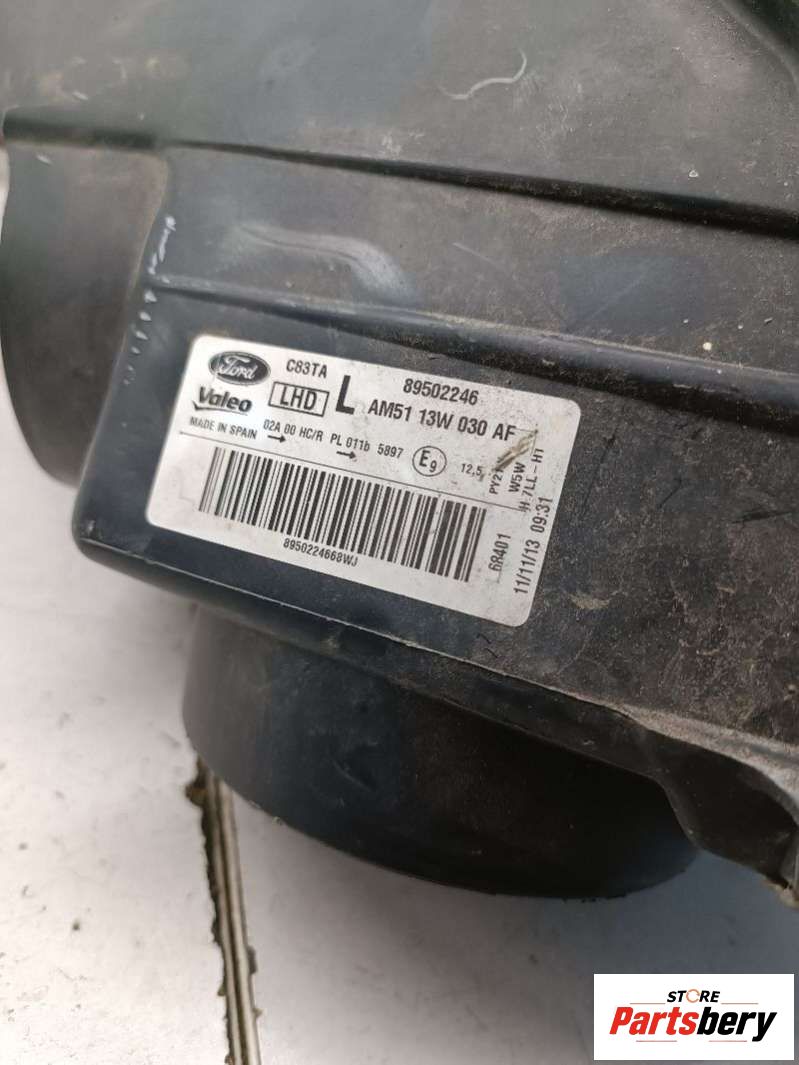 Ford C83TA 89502246
Valeo LHD L AM51 13W 030 AF
MADE IN SPAIN 02A 00 HC/R PL 011b 5897 E9 12,5
W5W
H7LL-H1
8950224668WJ
68401
11/11/13 09:31
STORE
Partsbery